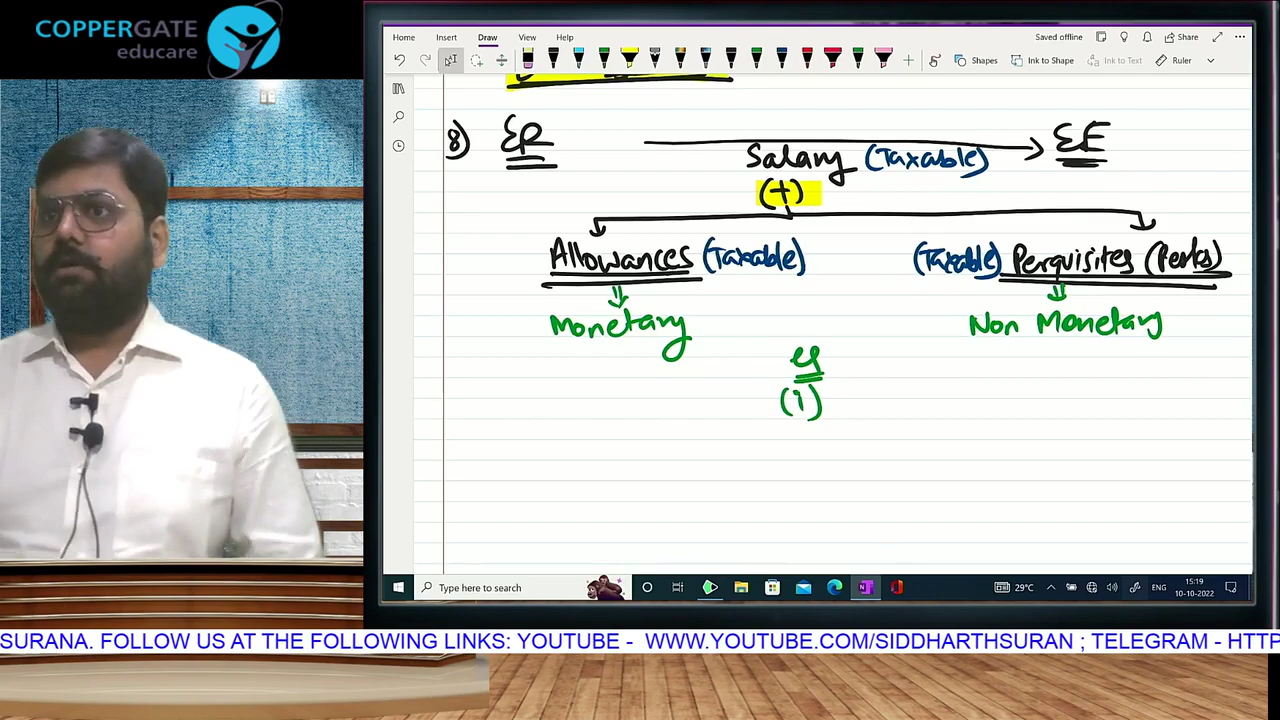 COPPERGATE
educare
Home Insert Draw View Help
Saved offline
Share
Shapes
Ink to Shape
Ink to Text
Ruler
8) ER Salary (Taxable) EE
(+)
Allowances (Taxable) (Taxable) Perquisites (Perks)
Monetary Non Monetary
eg
(i)
Type here to search
29°C
ENG
15:19
10-10-2022
SURANA. FOLLOW US AT THE FOLLOWING LINKS: YOUTUBE - WWW.YOUTUBE.COM/SIDDHARTHSURAN ; TELEGRAM - HTTP